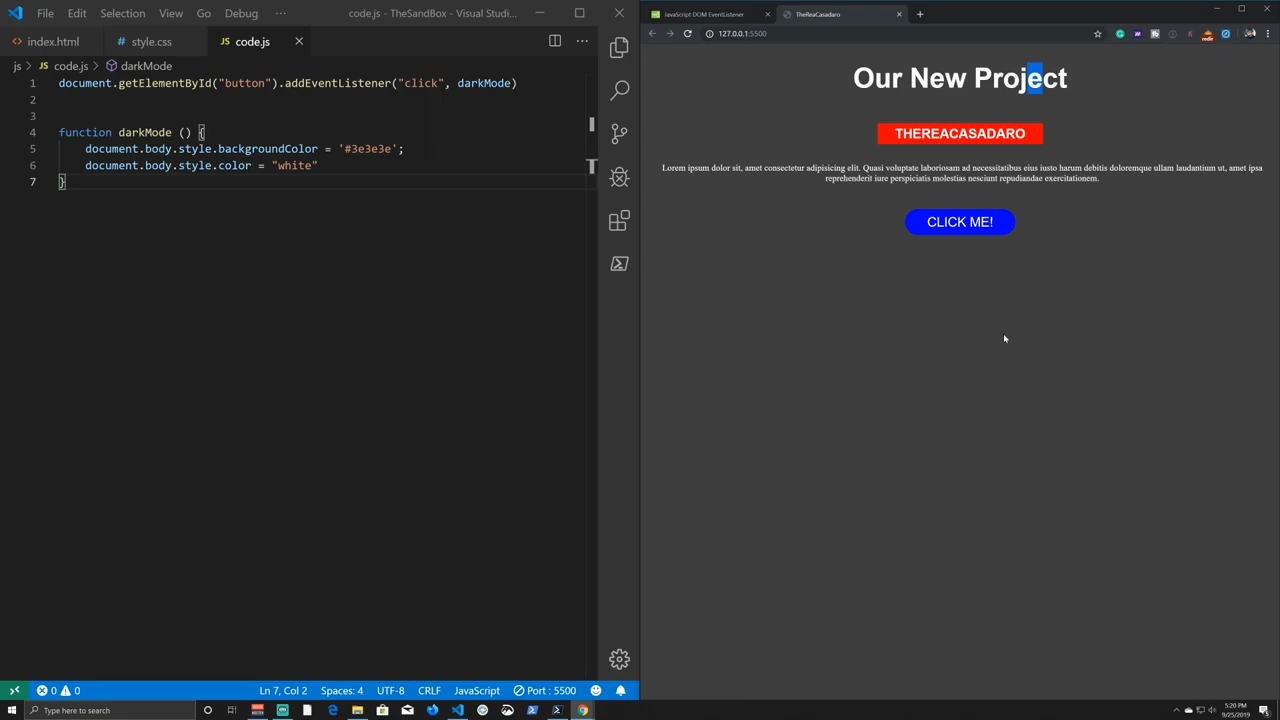 File Edit Selection View Go Debug ··· code.js - TheSandBox - Visual Studi...
index.html # style.css JS code.js
js > JS code.js > darkMode
1 document.getElementById("button").addEventListener("click", darkMode)
2
3
4 function darkMode () {
5 document.body.style.backgroundColor = '#3e3e3e';
6 document.body.style.color = "white"
7 }
0 0 Ln 7, Col 2 Spaces: 4 UTF-8 CRLF JavaScript Port : 5500
JavaScript DOM EventListener
TheReaCasadaro
127.0.0.1:5500
Our New Project
THEREACASADARO
Lorem ipsum dolor sit, amet consectetur adipisicing elit. Quasi voluptate laboriosam ad necessitatibus eius iusto harum debitis doloremque ullam laudantium ut, amet ipsa
reprehenderit iure perspiciatis molestias nesciunt repudiandae exercitationem.
CLICK ME!
Type here to search
5:20 PM
9/25/2019